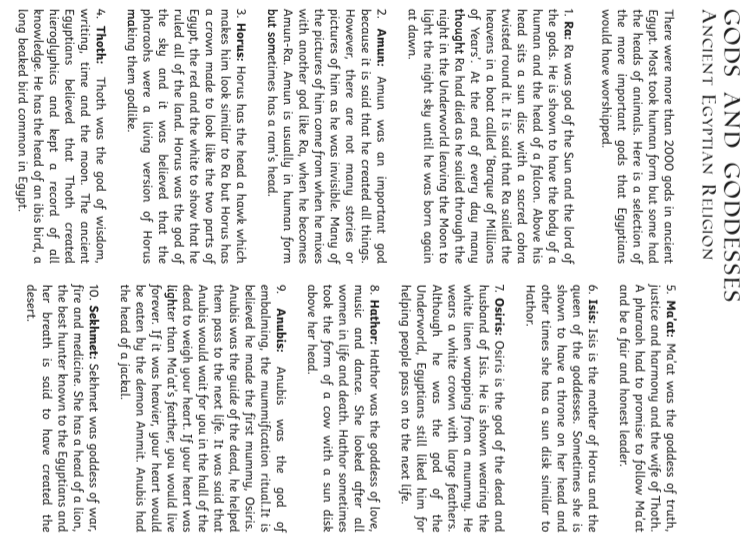 GODS AND GODDESSES
ANCIENT EGYPTIAN RELIGION
There were more than 2000 gods in ancient
Egypt. Most took human form but some had
the heads of animals. Here is a selection of
the more important gods that Egyptians
would have worshipped.
1. Ra: Ra was god of the Sun and the lord of
the gods. He is shown to have the body of a
human and the head of a falcon. Above his
head sits a sun disc with a sacred cobra
twisted round it. It is said that Ra sailed the
heavens in a boat called 'Barque of Millions
of Years'. At the end of every day many
thought Ra had died as he sailed through the
night in the Underworld leaving the Moon to
light the night sky until he was born again
at dawn.
2. Amun: Amun was an important god
because it is said that he created all things.
However, there are not many stories or
pictures of him as he was invisible. Many of
the pictures of him come from when he mixes
with another god like Ra, when he becomes
Amun-Ra. Amun is usually in human form
but sometimes has a ram's head.
3. Horus: Horus has the head a hawk which
makes him look similar to Ra but Horus has
a crown made to look like the two parts of
Egypt, the red and the white to show that he
ruled all of the land. Horus was the god of
the sky and it was believed that the
pharaohs were a living version of Horus
making them godlike.
4. Thoth: Thoth was the god of wisdom,
writing, time and the moon. The ancient
Egyptians believed that Thoth created
hieroglyphics and kept a record of all
knowledge. He has the head of an ibis bird, a
long beaked bird common in Egypt.
5. Ma'at: Ma'at was the goddess of truth,
justice and harmony and the wife of Thoth.
A pharaoh had to promise to follow Ma'at
and be a fair and honest leader.
6. Isis: Isis is the mother of Horus and the
queen of the goddesses. Sometimes she is
shown to have a throne on her head and
other times she has a sun disk similar to
Hathor.
7. Osiris: Osiris is the god of the dead and
husband of Isis. He is shown wearing the
white linen wrapping from a mummy. He
wears a white crown with large feathers.
Although he was the god of the
Underworld, Egyptians still liked him for
helping people pass on to the next life.
8. Hathor: Hathor was the goddess of love,
music and dance. She looked after all
women in life and death. Hathor sometimes
took the form of a cow with a sun disk
above her head.
9. Anubis: Anubis was the god of
embalming, the mummification ritual.It is
believed he made the first mummy, Osiris.
Anubis was the guide of the dead, he helped
them pass to the next life. It was said that
Anubis would wait for you in the hall of the
dead to weigh your heart. If your heart was
lighter than Ma'at's feather, you would live
forever. If it was heavier, your heart would
be eaten by the demon Ammit. Anubis had
the head of a jackal.
10. Sekhmet: Sekhmet was goddess of war,
fire and medicine. She has a head of a lion,
the best hunter known to the Egyptians and
her breath is said to have created the
desert.